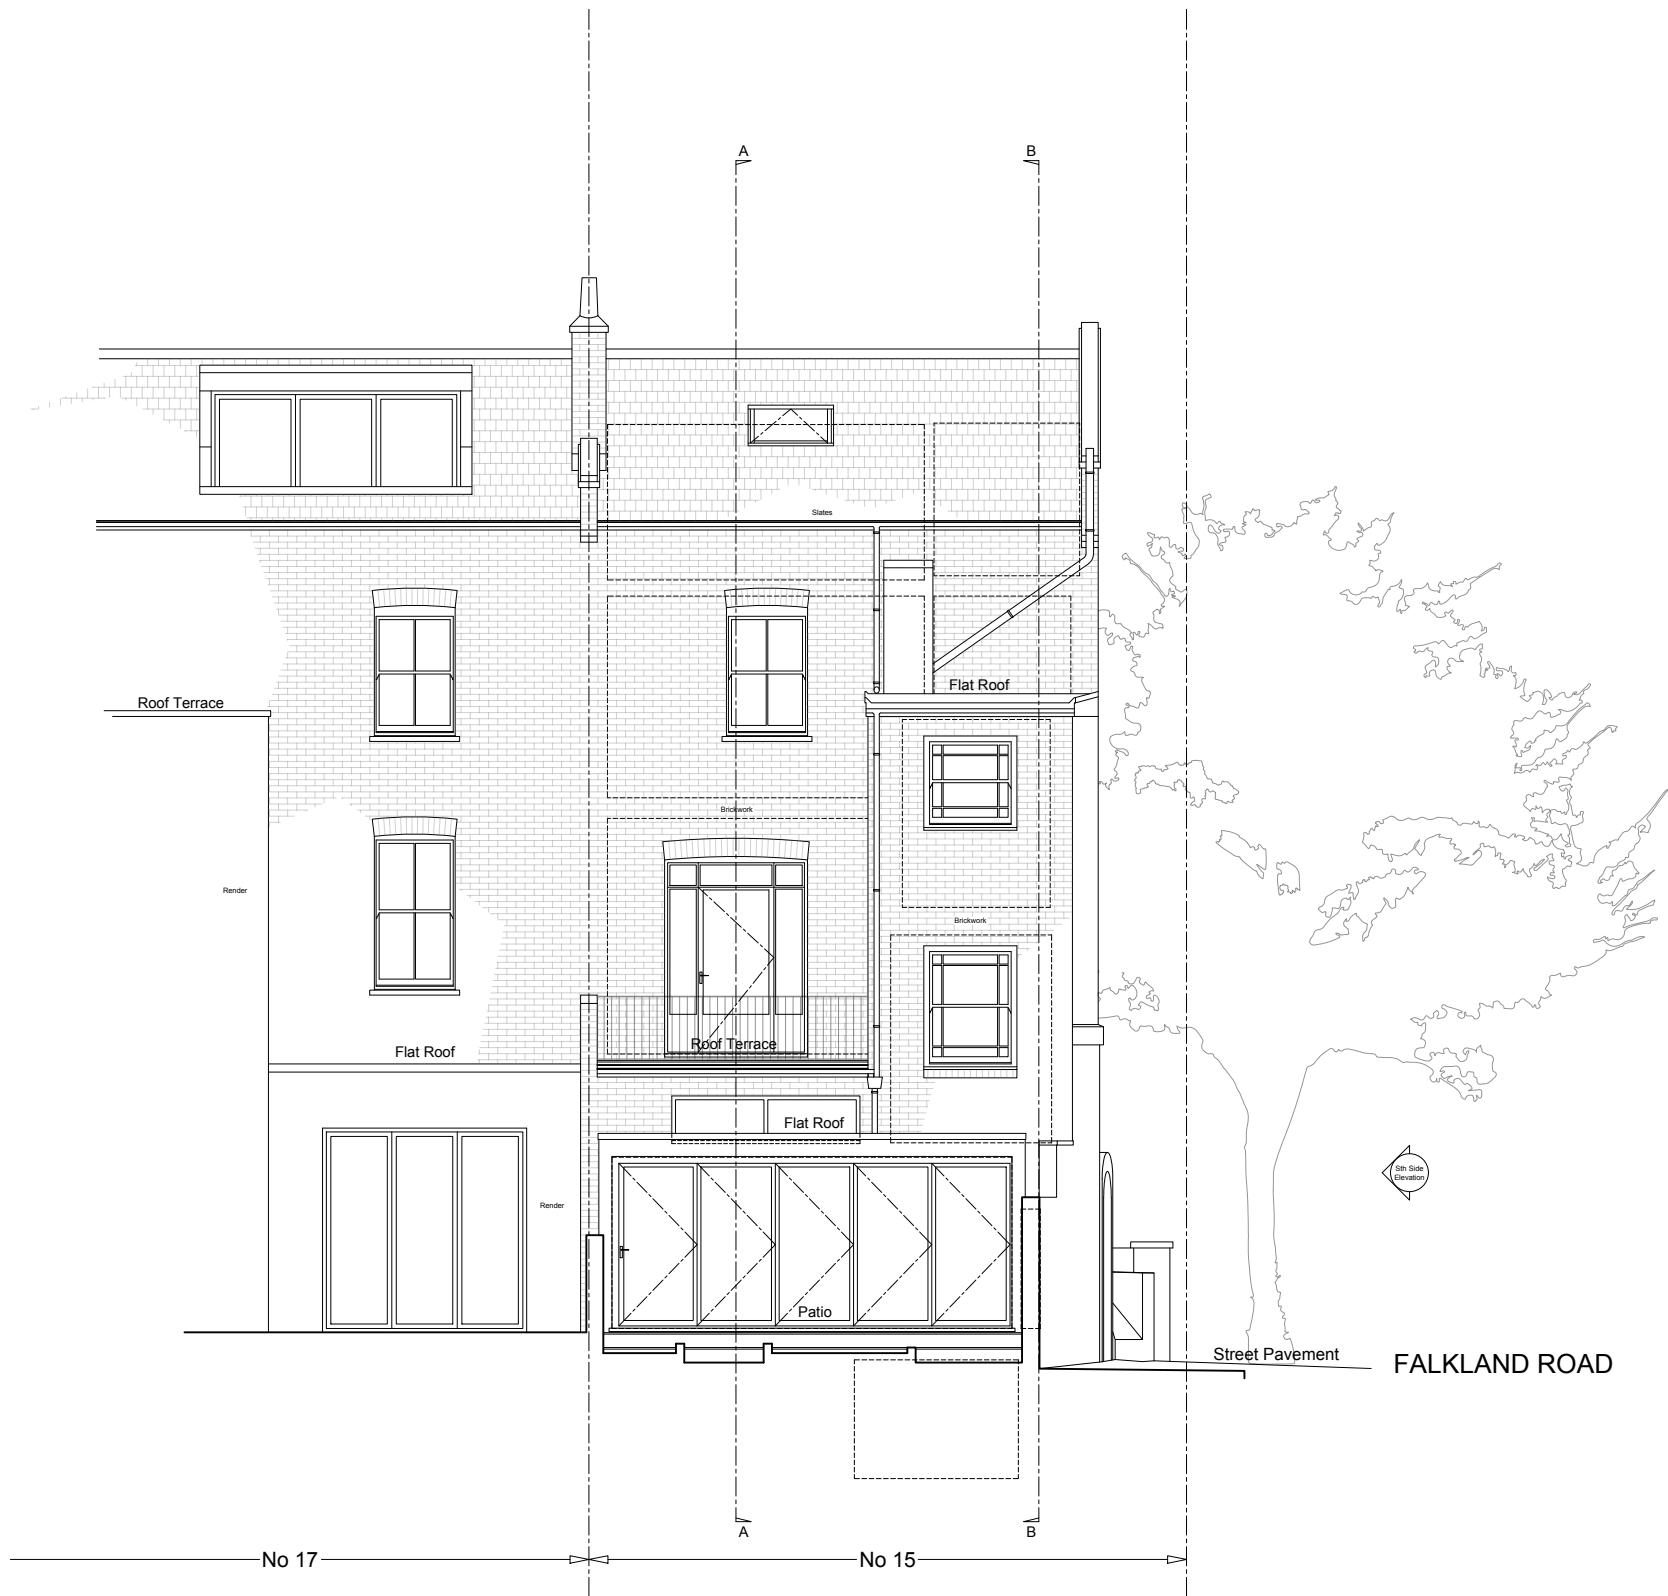 A
B
Slates
Roof Terrace
Flat Roof
Brickwork
Render
Brickwork
Roof Terrace
Flat Roof
Flat Roof
Sth Side
Elevation
Render
Patio
Street Pavement
FALKLAND ROAD
A
B
No 17
No 15